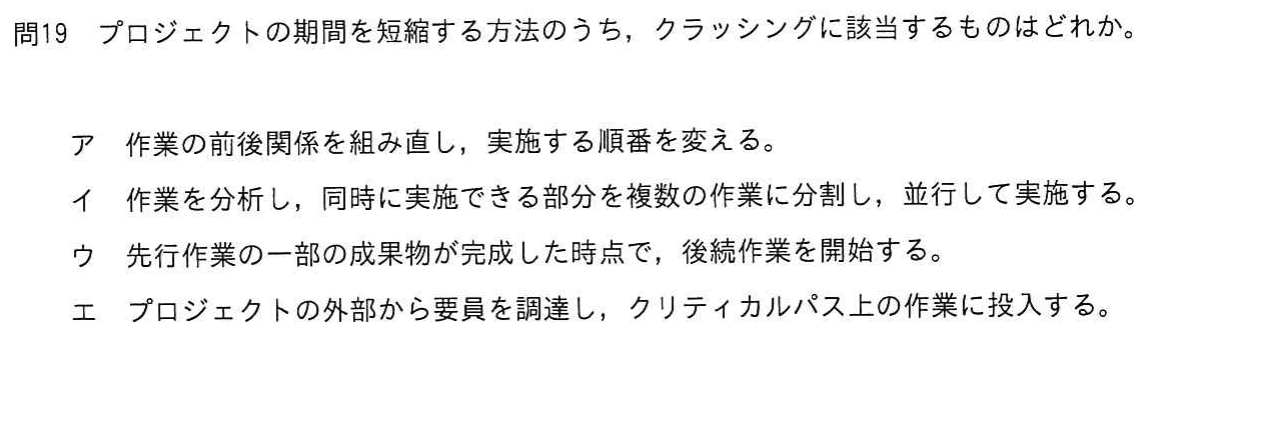 問19　プロジェクトの期間を短縮する方法のうち，クラッシングに該当するものはどれか。
ア　作業の前後関係を組み直し，実施する順番を変える。
イ　作業を分析し，同時に実施できる部分を複数の作業に分割し，並行して実施する。
ウ　先行作業の一部の成果物が完成した時点で，後続作業を開始する。
エ　プロジェクトの外部から要員を調達し，クリティカルパス上の作業に投入する。